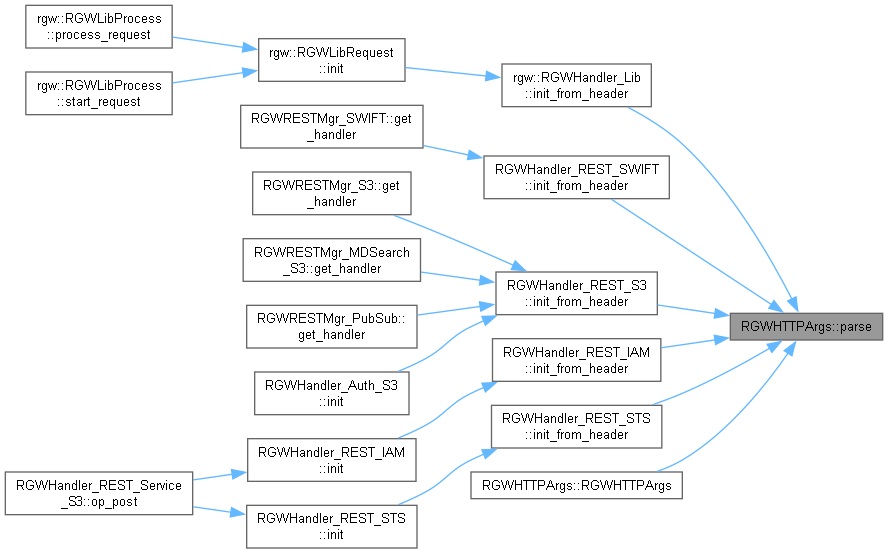 rgw::RGWLibProcess
::process_request
rgw::RGWLibProcess
::start_request
rgw::RGWLibRequest
::init
rgw::RGWHandler_Lib
::init_from_header
RGWRESTMgr_SWIFT::get
_handler
RGWHandler_REST_SWIFT
::init_from_header
RGWRESTMgr_S3::get
_handler
RGWRESTMgr_MDSearch
_S3::get_handler
RGWRESTMgr_PubSub::
get_handler
RGWHandler_Auth_S3
::init
RGWHandler_REST_S3
::init_from_header
RGWHTTPArgs::parse
RGWHandler_REST_IAM
::init_from_header
RGWHandler_REST_STS
::init_from_header
RGWHandler_REST_IAM
::init
RGWHTTPArgs::RGWHTTPArgs
RGWHandler_REST_Service
_S3::op_post
RGWHandler_REST_STS
::init